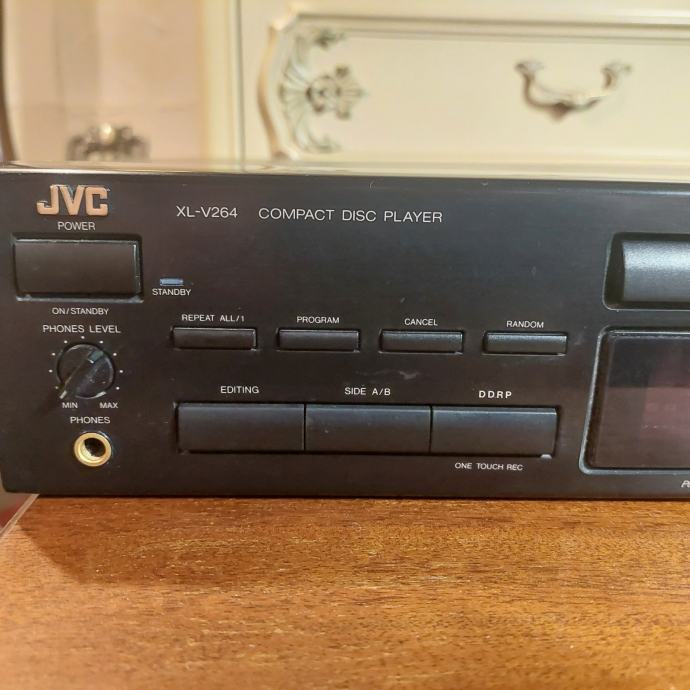 JVC
XL-V264 COMPACT DISC PLAYER
POWER
STANDBY
ON/STANDBY
REPEAT ALL/1 PROGRAM CANCEL RANDOM
PHONES LEVEL
MIN MAX
EDITING SIDE A/B DDRP
PHONES
ONE TOUCH REC